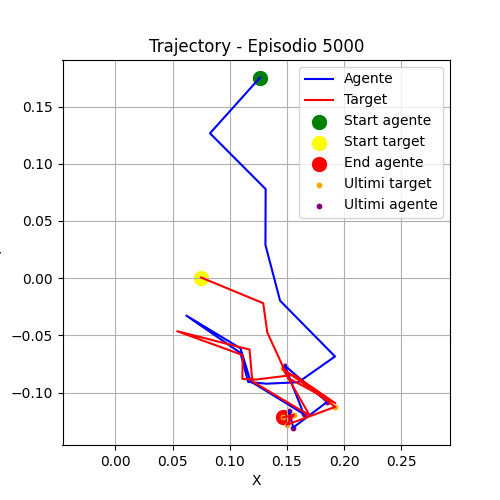 Trajectory - Episodio 5000
Agente
Target
Start agente
Start target
End agente
Ultimi target
Ultimi agente
0.15
0.10
0.05
0.00
−0.05
−0.10
0.00 0.05 0.10 0.15 0.20 0.25
X